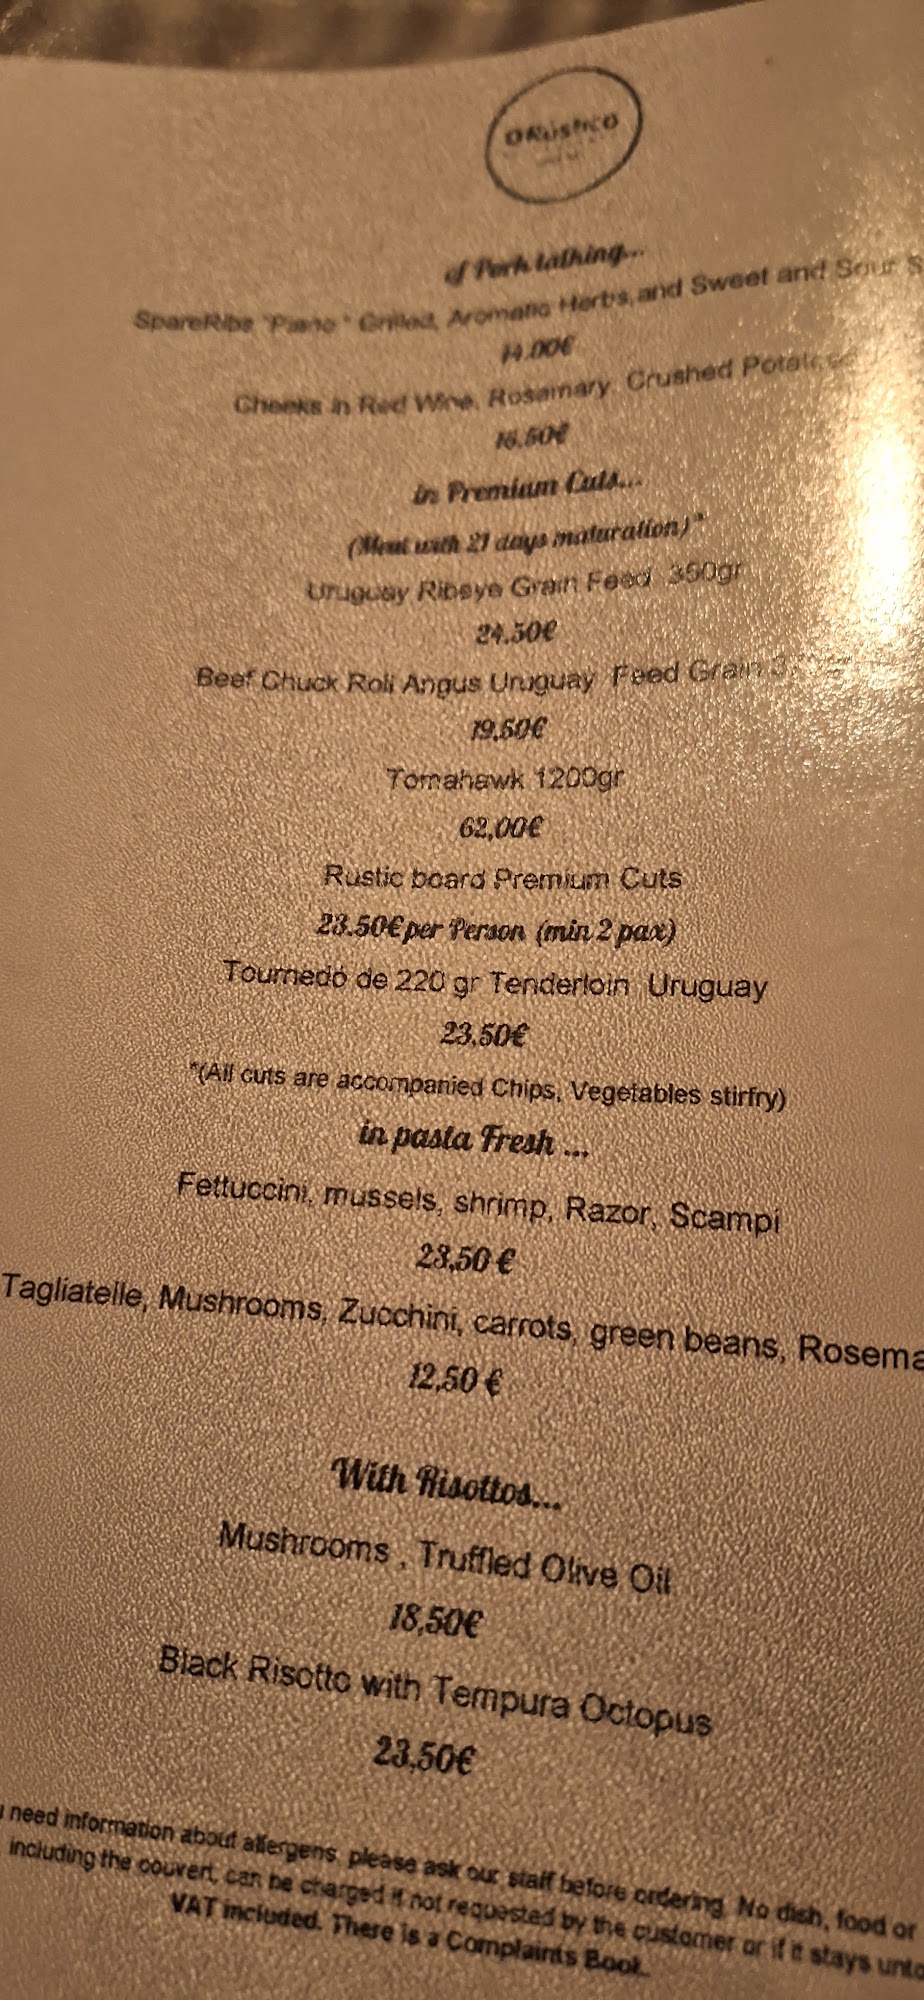 ORústico
of Pork talking...
SpareRibs "Piano" Grilled, Aromatic Herbs, and Sweet and Sour
14.00€
Cheeks in Red Wine, Rosemary, Crushed
16.50€
in Premium Cuts...
(Meat with 21 days maturation)*
Uruguay Ribeye Grain Feed 350gr
24.50€
Beef Chuck Roll Angus Uruguay Feed Grain
19,50€
Tomahawk 1200gr
62,00€
Rustic board Premium Cuts
23.50€ per Person (min 2 pax)
Tournedó de 220 gr Tenderloin Uruguay
23,50€
*(All cuts are accompanied Chips, Vegetables stirfry)
in pasta Fresh ...
Fettuccini, mussels, shrimp, Razor, Scampi
23,50 €
Tagliatelle, Mushrooms, Zucchini, carrots, green beans, Rosema
12,50 €
With Risottos...
Mushrooms , Truffled Olive Oil
18,50€
Black Risotto with Tempura Octopus
23,50€
need information about allergens, please ask our staff before ordering. No dish, food or
including the couvert, can be charged if not requested by the customer or if it stays unto
VAT included. There is a Complaints Book.